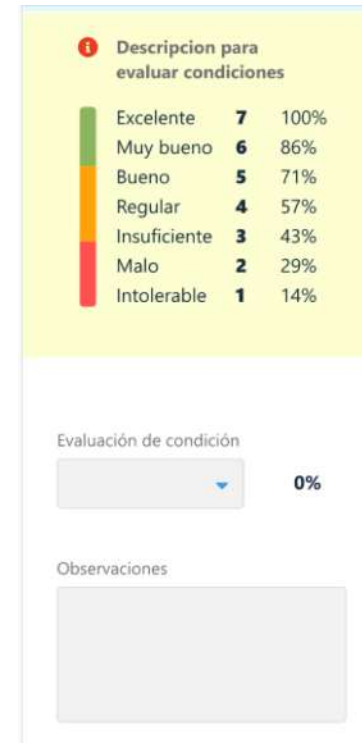 Descripcion para
evaluar condiciones
Excelente 7 100%
Muy bueno 6 86%
Bueno 5 71%
Regular 4 57%
Insuficiente 3 43%
Malo 2 29%
Intolerable 1 14%
Evaluación de condición
0%
Observaciones